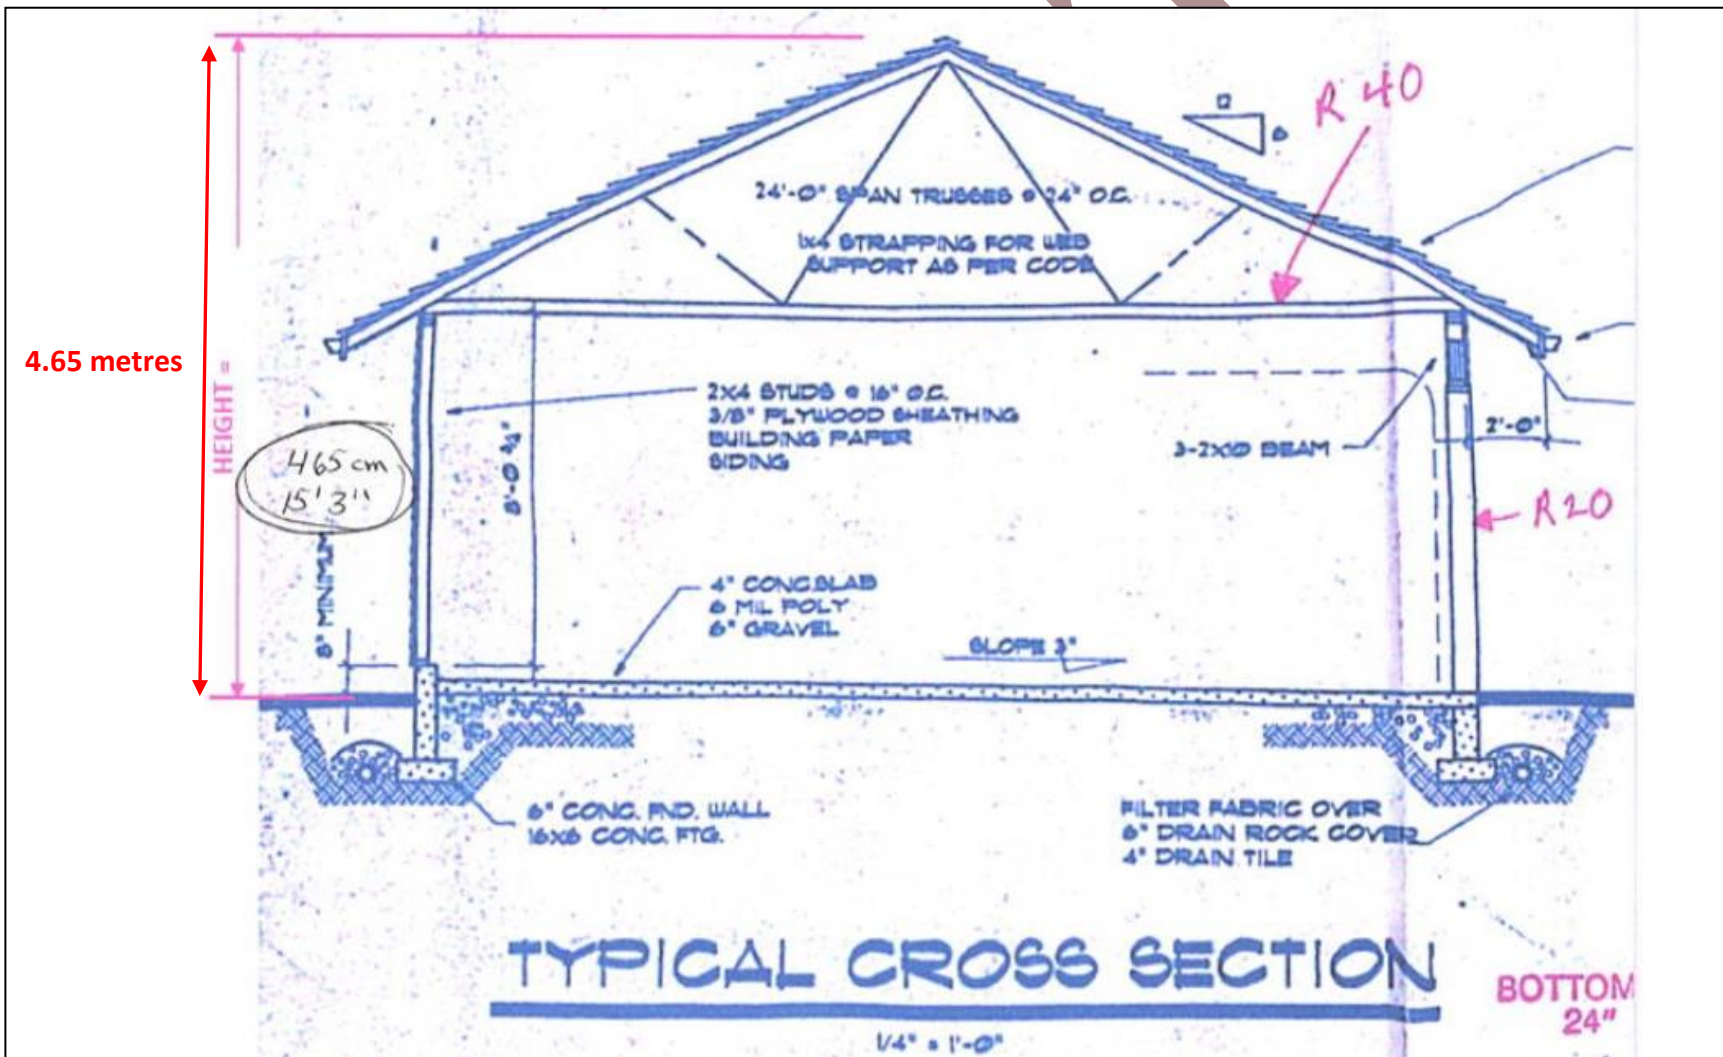 12
6
R 40
24'-0" SPAN TRUSSES @ 24" O.C.
1x4 STRAPPING FOR WEB
SUPPORT AS PER CODE
4.65 metres
HEIGHT =
465 cm
15' 3"
8" MINIMUM
8'-0 3/4"
2X4 STUDS @ 16" O.C.
3/8" PLYWOOD SHEATHING
BUILDING PAPER
SIDING
3-2X10 BEAM
2'-0"
R20
4" CONC.SLAB
6 MIL POLY
6" GRAVEL
SLOPE 3"
6" CONC. FND. WALL
16X6 CONC. FTG.
FILTER FABRIC OVER
6" DRAIN ROCK COVER
4" DRAIN TILE
TYPICAL CROSS SECTION
1/4" = 1'-0"
BOTTOM
24"